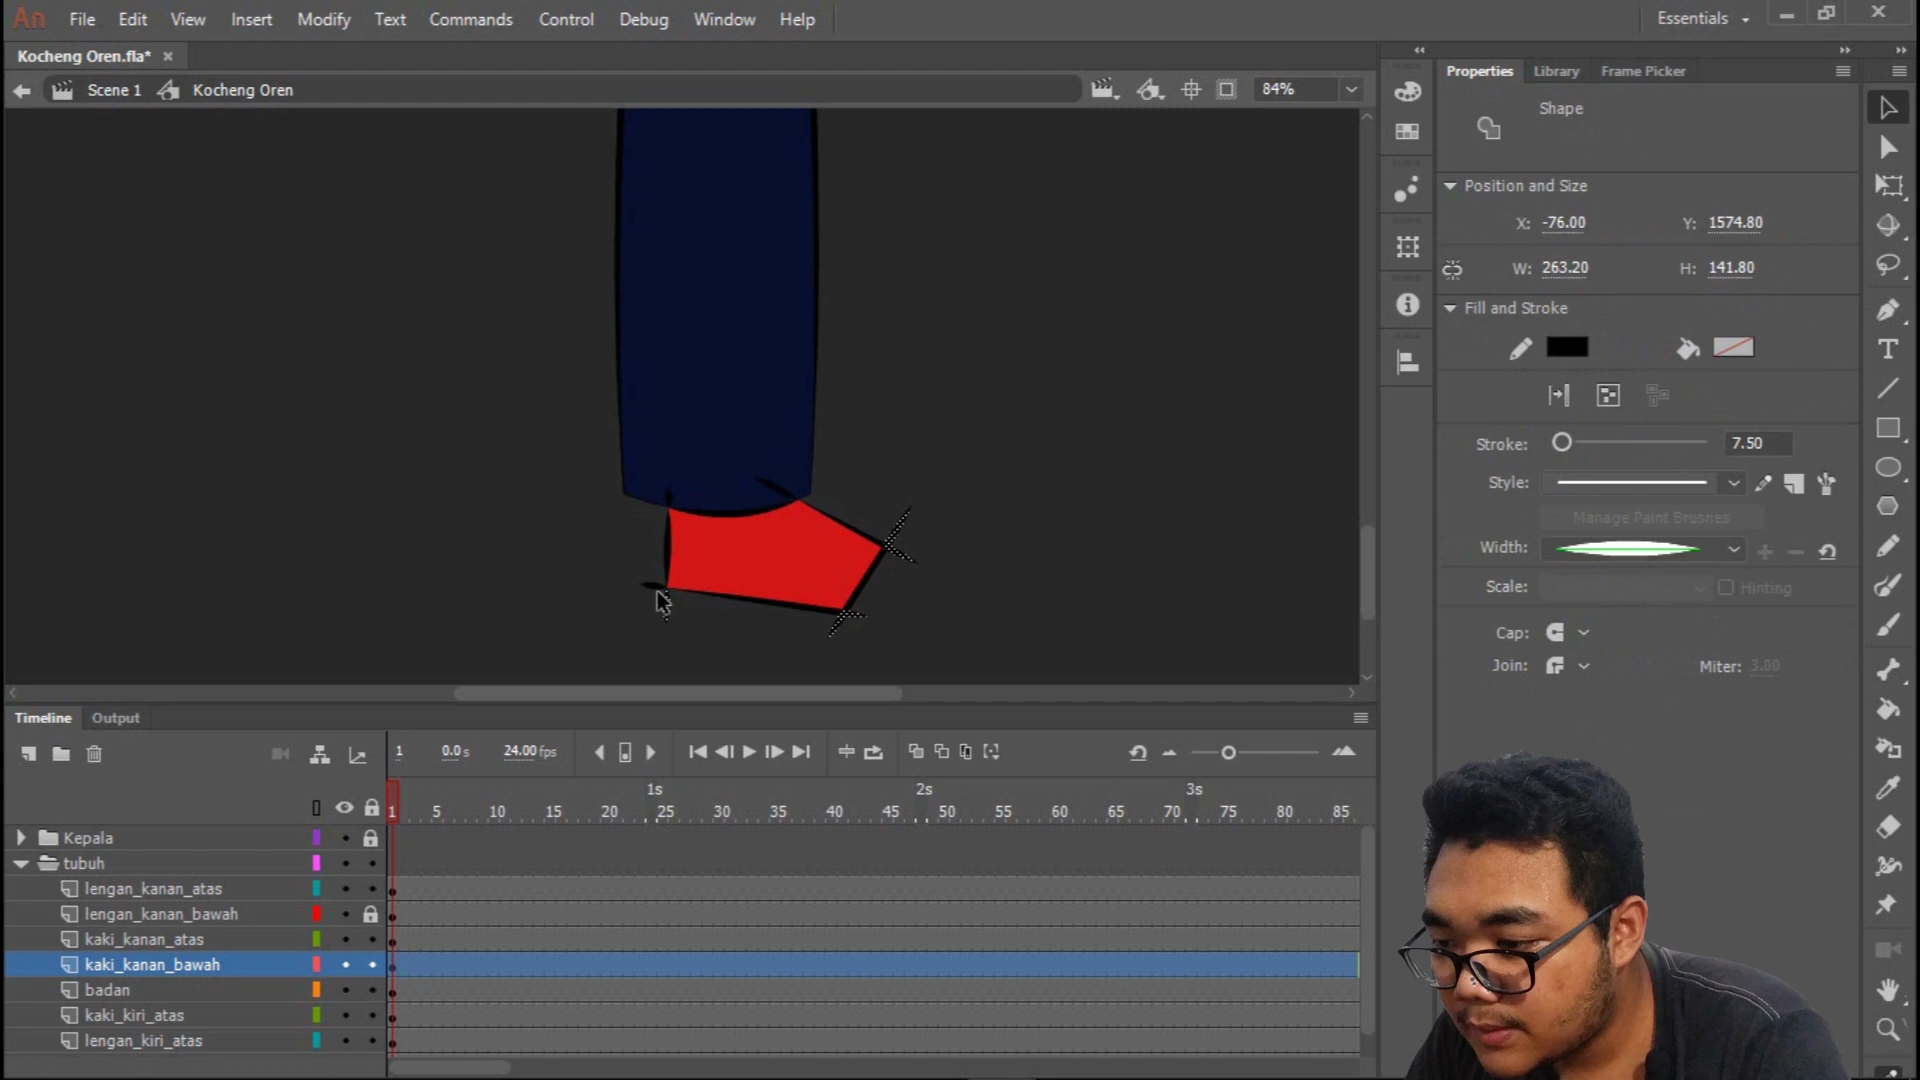 An File Edit View Insert Modify Text Commands Control Debug Window Help Essentials
Kocheng Oren.fla* ×
Scene 1 Kocheng Oren 84%
Properties Library Frame Picker
Shape
Position and Size
X: -76.00 Y: 1574.80
W: 263.20 H: 141.80
Fill and Stroke
Stroke: 7.50
Style:
Manage Paint Brushes
Width:
Scale: Hinting
Cap:
Join: Miter: 3.00
Timeline Output
1 0.0 s 24.00 fps
1s 2s 3s
1 5 10 15 20 25 30 35 40 45 50 55 60 65 70 75 80 85
Kepala
tubuh
lengan_kanan_atas
lengan_kanan_bawah
kaki_kanan_atas
kaki_kanan_bawah
badan
kaki_kiri_atas
lengan_kiri_atas